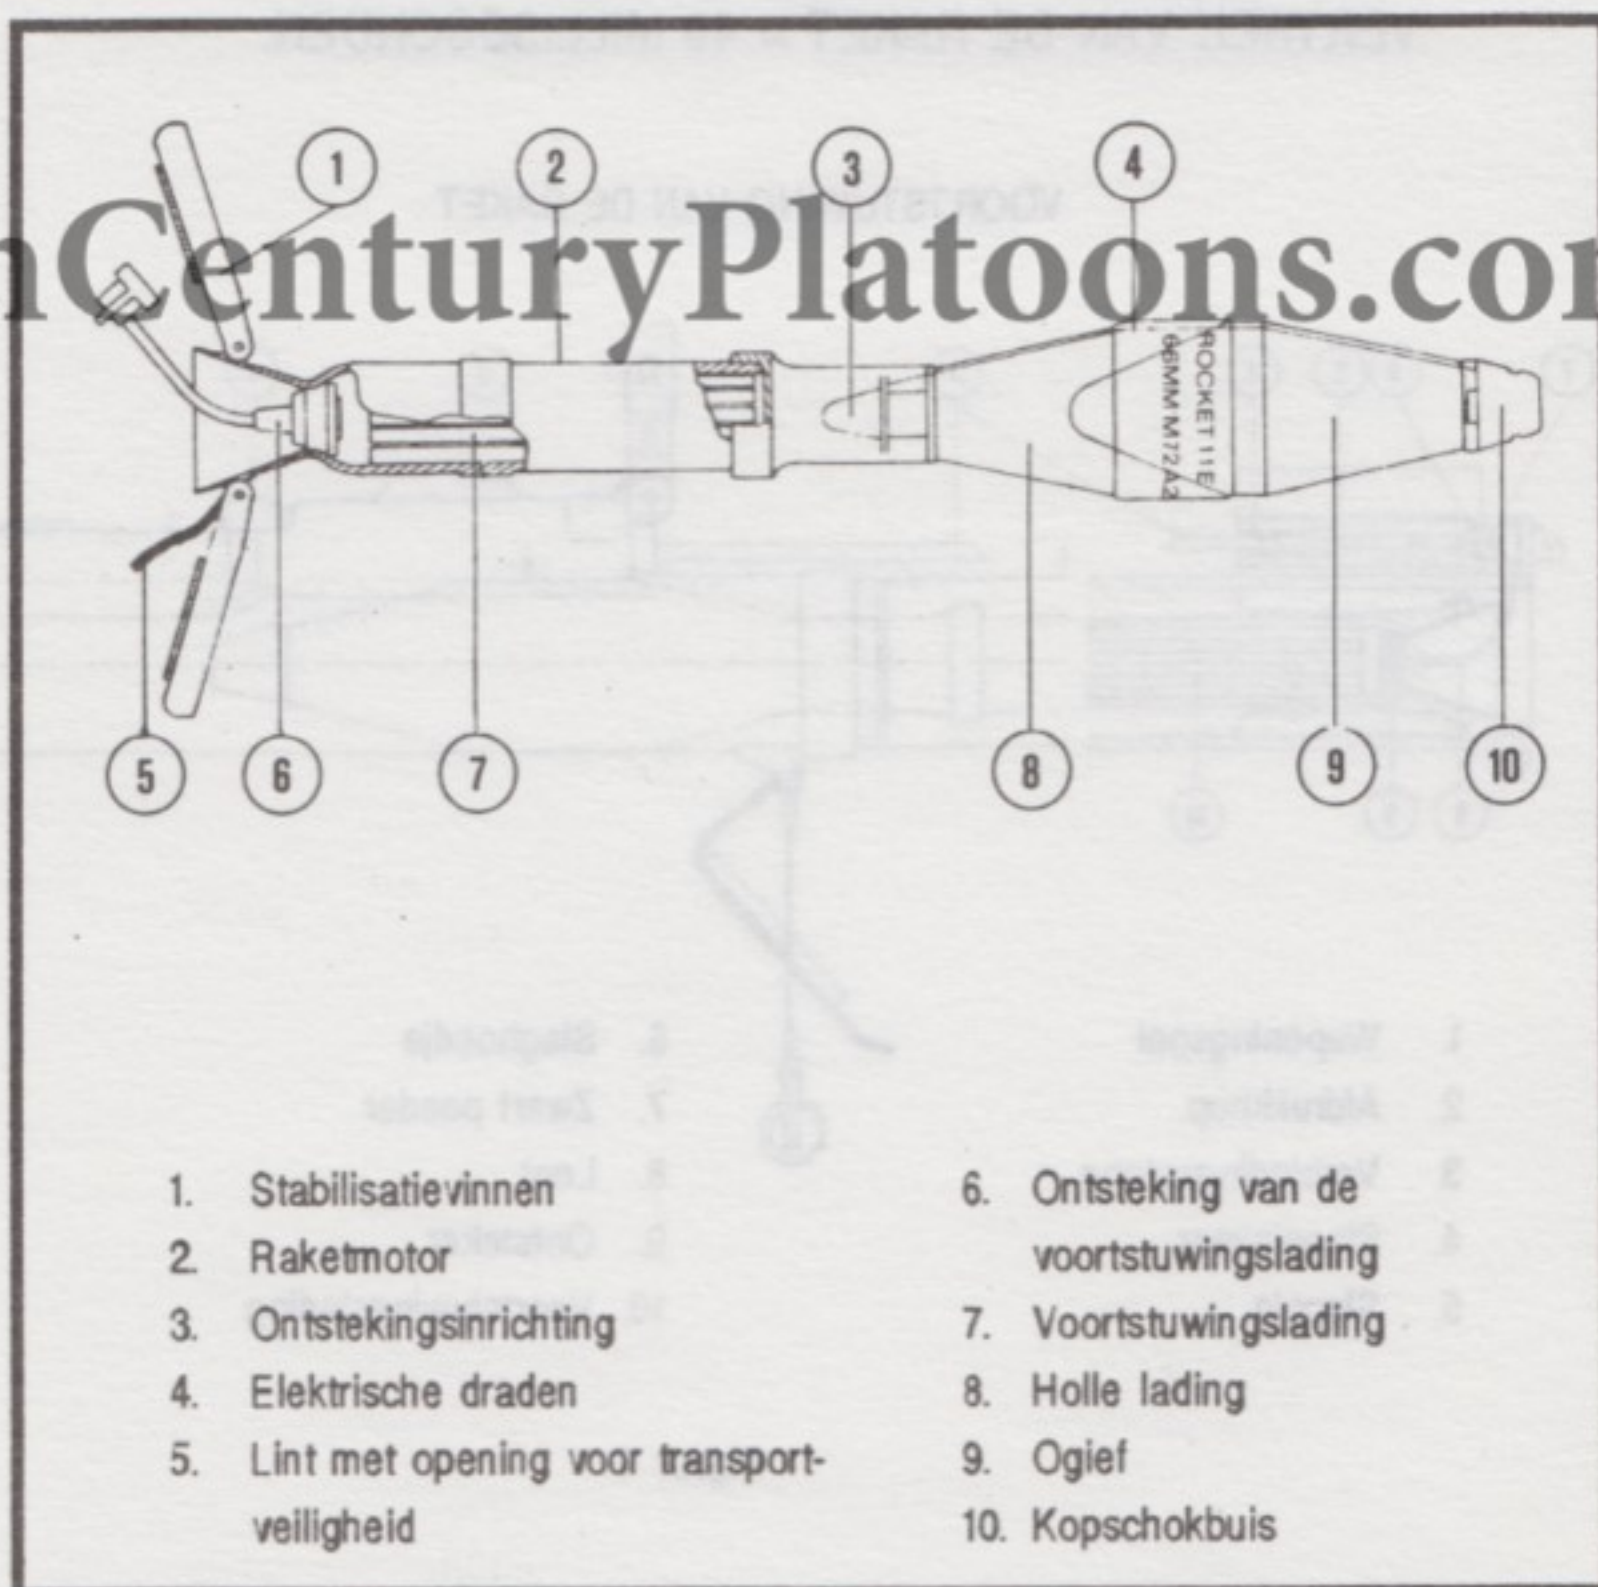 1 2 3 4
nCenturyPlatoons.com
ROCKET 11E
66MM M72A2
5 6 7 8 9 10
1. Stabilisatievinnen
2. Raketmotor
3. Ontstekingsinrichting
4. Elektrische draden
5. Lint met opening voor transport-
veiligheid
6. Ontsteking van de
voortstuwingslading
7. Voortstuwingslading
8. Holle lading
9. Ogief
10. Kopschokbuis